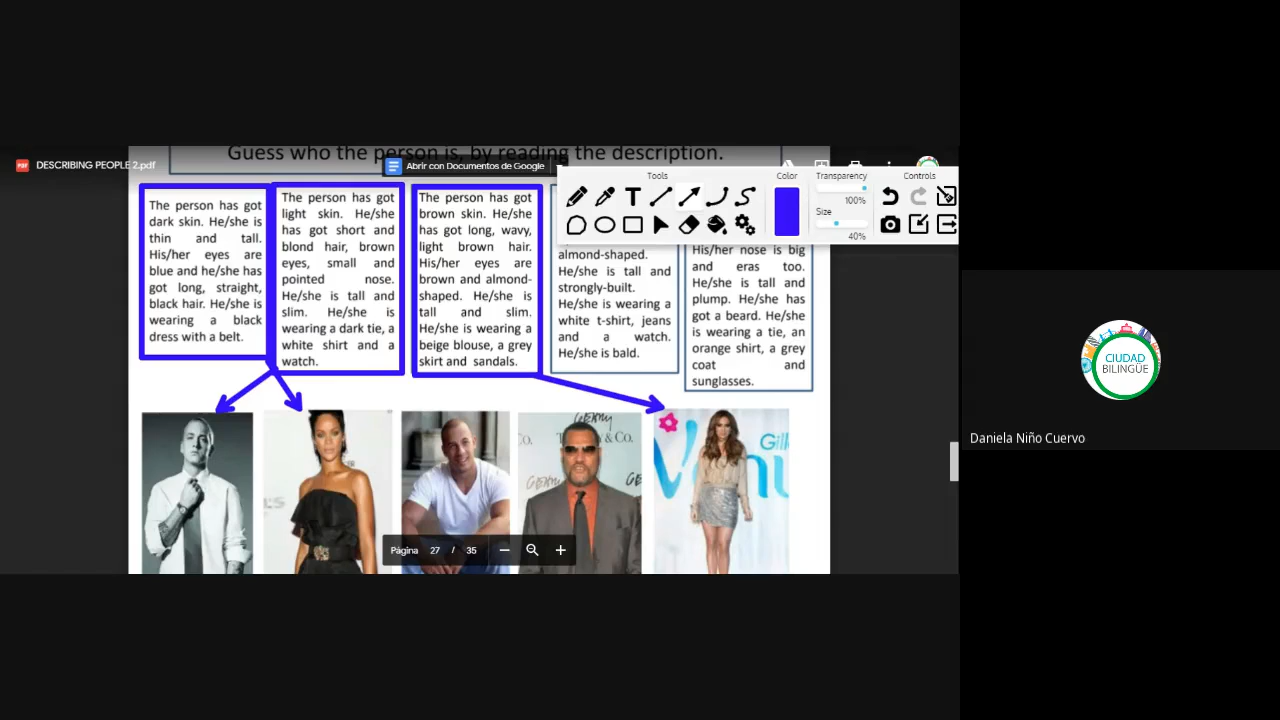 Guess who the person is, by reading the description.
PDF DESCRIBING PEOPLE 2.pdf
Abrir con Documentos de Google
Tools
Color
Transparency
100%
Size
40%
Controls
The person has got
dark skin. He/she is
thin and tall.
His/her eyes are
blue and he/she has
got long, straight,
black hair. He/she is
wearing a black
dress with a belt.
The person has got
light skin. He/she
has got short and
blond hair, brown
eyes, small and
pointed nose.
He/she is tall and
slim. He/she is
wearing a dark tie, a
white shirt and a
watch.
The person has got
brown skin. He/she
has got long, wavy,
light brown hair.
His/her eyes are
brown and almond-
shaped. He/she is
tall and slim.
He/she is wearing a
beige blouse, a grey
skirt and sandals.
almond-shaped.
He/she is tall and
strongly-built.
He/she is wearing a
white t-shirt, jeans
and a watch.
He/she is bald.
His/her nose is big
and eras too.
He/she is tall and
plump. He/she has
got a beard. He/she
is wearing a tie, an
orange shirt, a grey
coat and
sunglasses.
& Co.
Página 27 / 35
CIUDAD
BILINGÜE
Daniela Niño Cuervo